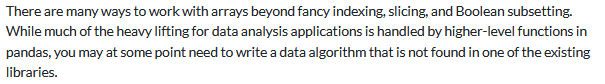 There are many ways to work with arrays beyond fancy indexing, slicing, and Boolean subsetting.
While much of the heavy lifting for data analysis applications is handled by higher-level functions in
pandas, you may at some point need to write a data algorithm that is not found in one of the existing
libraries.